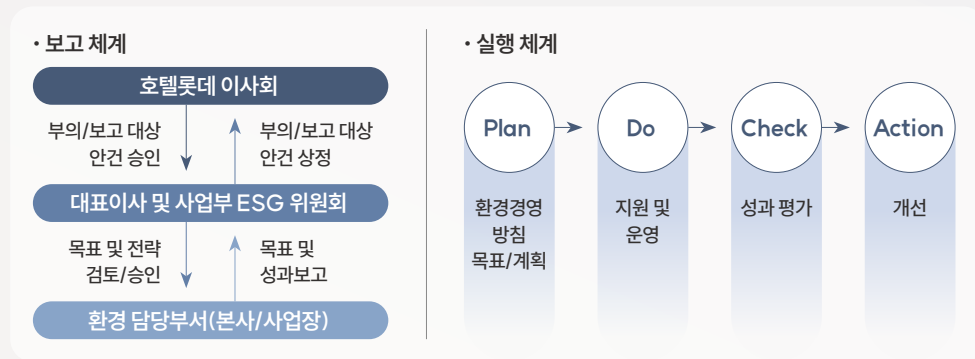 · 보고 체계
호텔롯데 이사회
부의/보고 대상
안건 승인
부의/보고 대상
안건 상정
대표이사 및 사업부 ESG 위원회
목표 및 전략
검토/승인
목표 및
성과보고
환경 담당부서(본사/사업장)
· 실행 체계
Plan
Do
Check
Action
환경경영
방침
목표/계획
지원 및
운영
성과 평가
개선